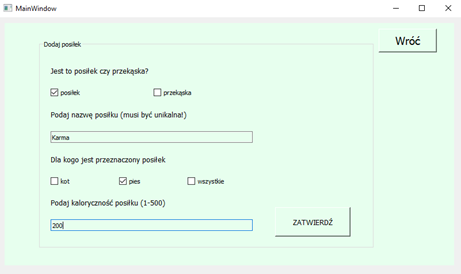 MainWindow
Wróć
Dodaj posiłek
Jest to posiłek czy przekąska?
posiłek przekąska
Podaj nazwę posiłku (musi być unikalna!)
Karma
Dla kogo jest przeznaczony posiłek
kot pies wszystkie
Podaj kaloryczność posiłku (1-500)
200
ZATWIERDŹ